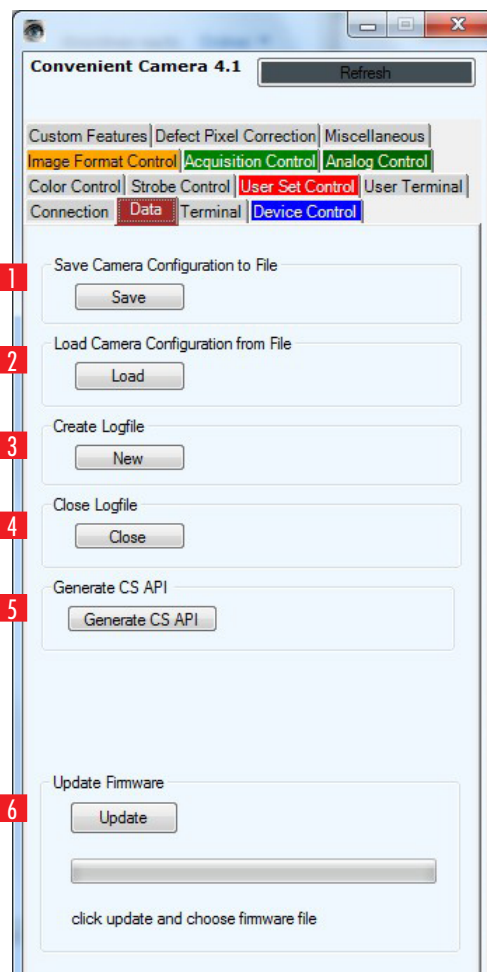 Convenient Camera 4.1
Refresh
Custom Features Defect Pixel Correction Miscellaneous
Image Format Control Acquisition Control Analog Control
Color Control Strobe Control User Set Control User Terminal
Connection Data Terminal Device Control
1 Save Camera Configuration to File
Save
2 Load Camera Configuration from File
Load
3 Create Logfile
New
4 Close Logfile
Close
5 Generate CS API
Generate CS API
6 Update Firmware
Update
click update and choose firmware file